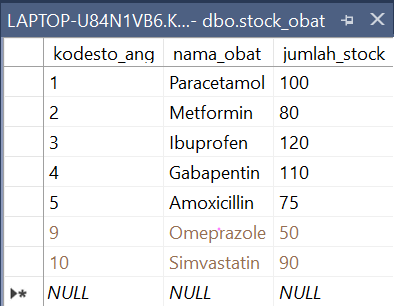 LAPTOP-U84N1VB6.K...- dbo.stock_obat
kodesto_ang nama_obat jumlah_stock
1 Paracetamol 100
2 Metformin 80
3 Ibuprofen 120
4 Gabapentin 110
5 Amoxicillin 75
9 Omeprazole 50
10 Simvastatin 90
NULL NULL NULL